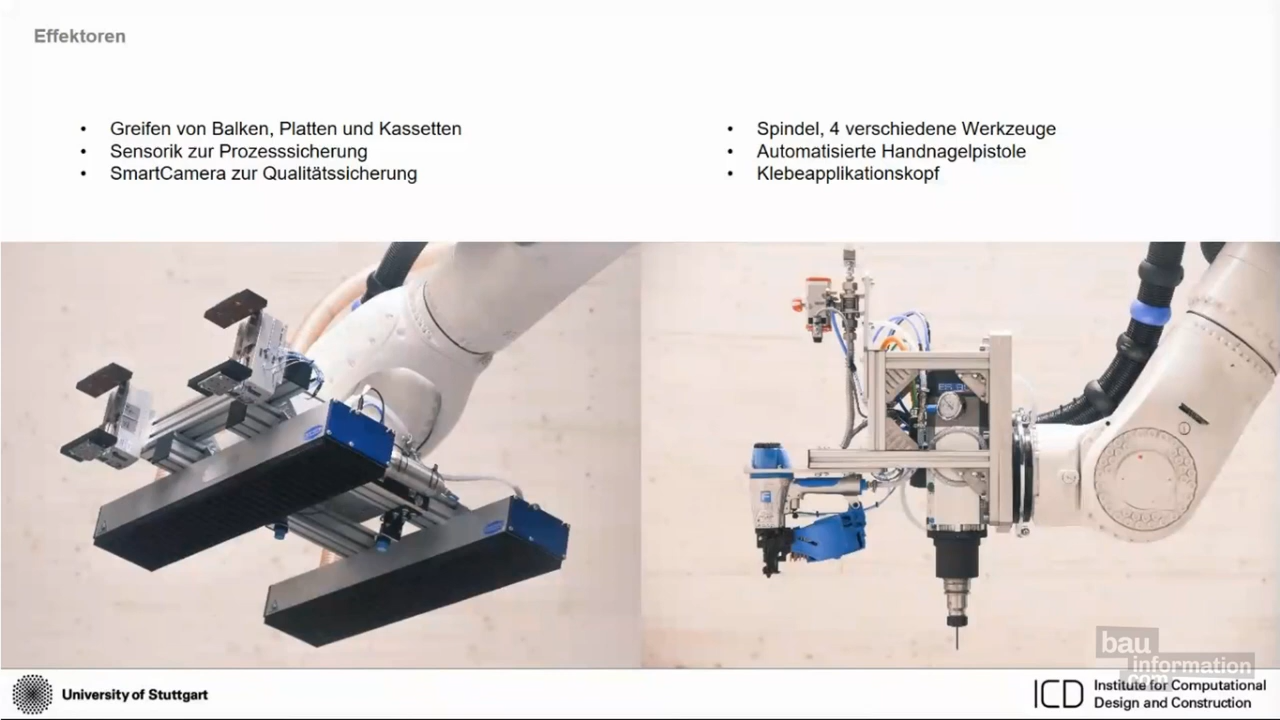 Effektoren
• Greifen von Balken, Platten und Kassetten
• Sensorik zur Prozesssicherung
• SmartCamera zur Qualitätssicherung
• Spindel, 4 verschiedene Werkzeuge
• Automatisierte Handnagelpistole
• Klebeapplikationskopf
bau
information
com
University of Stuttgart
ICD
Institute for Computational
Design and Construction